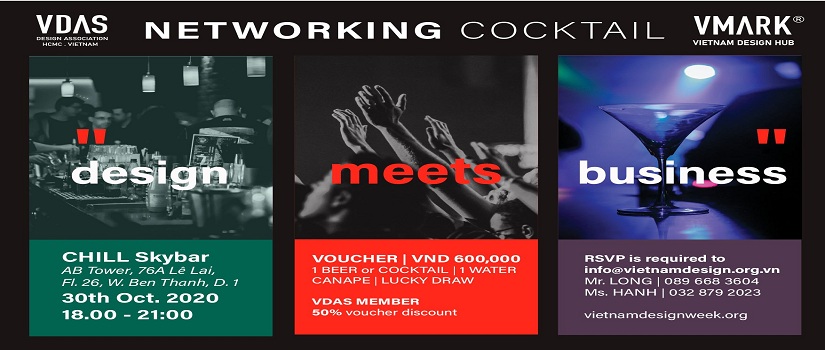 VDAS
DESIGN ASSOCIATION
HCMC . VIETNAM
NETWORKING COCKTAIL
VMARK®
VIETNAM DESIGN HUB
"design
meets
business"
CHILL Skybar
AB Tower, 76A Lê Lai,
Fl. 26, W. Ben Thanh, D. 1
30th Oct. 2020
18.00 - 21:00
VOUCHER | VND 600,000
1 BEER or COCKTAIL | 1 WATER
CANAPE | LUCKY DRAW
VDAS MEMBER
50% voucher discount
RSVP is required to
info@vietnamdesign.org.vn
Mr. LONG | 089 668 3604
Ms. HANH | 032 879 2023
vietnamdesignweek.org